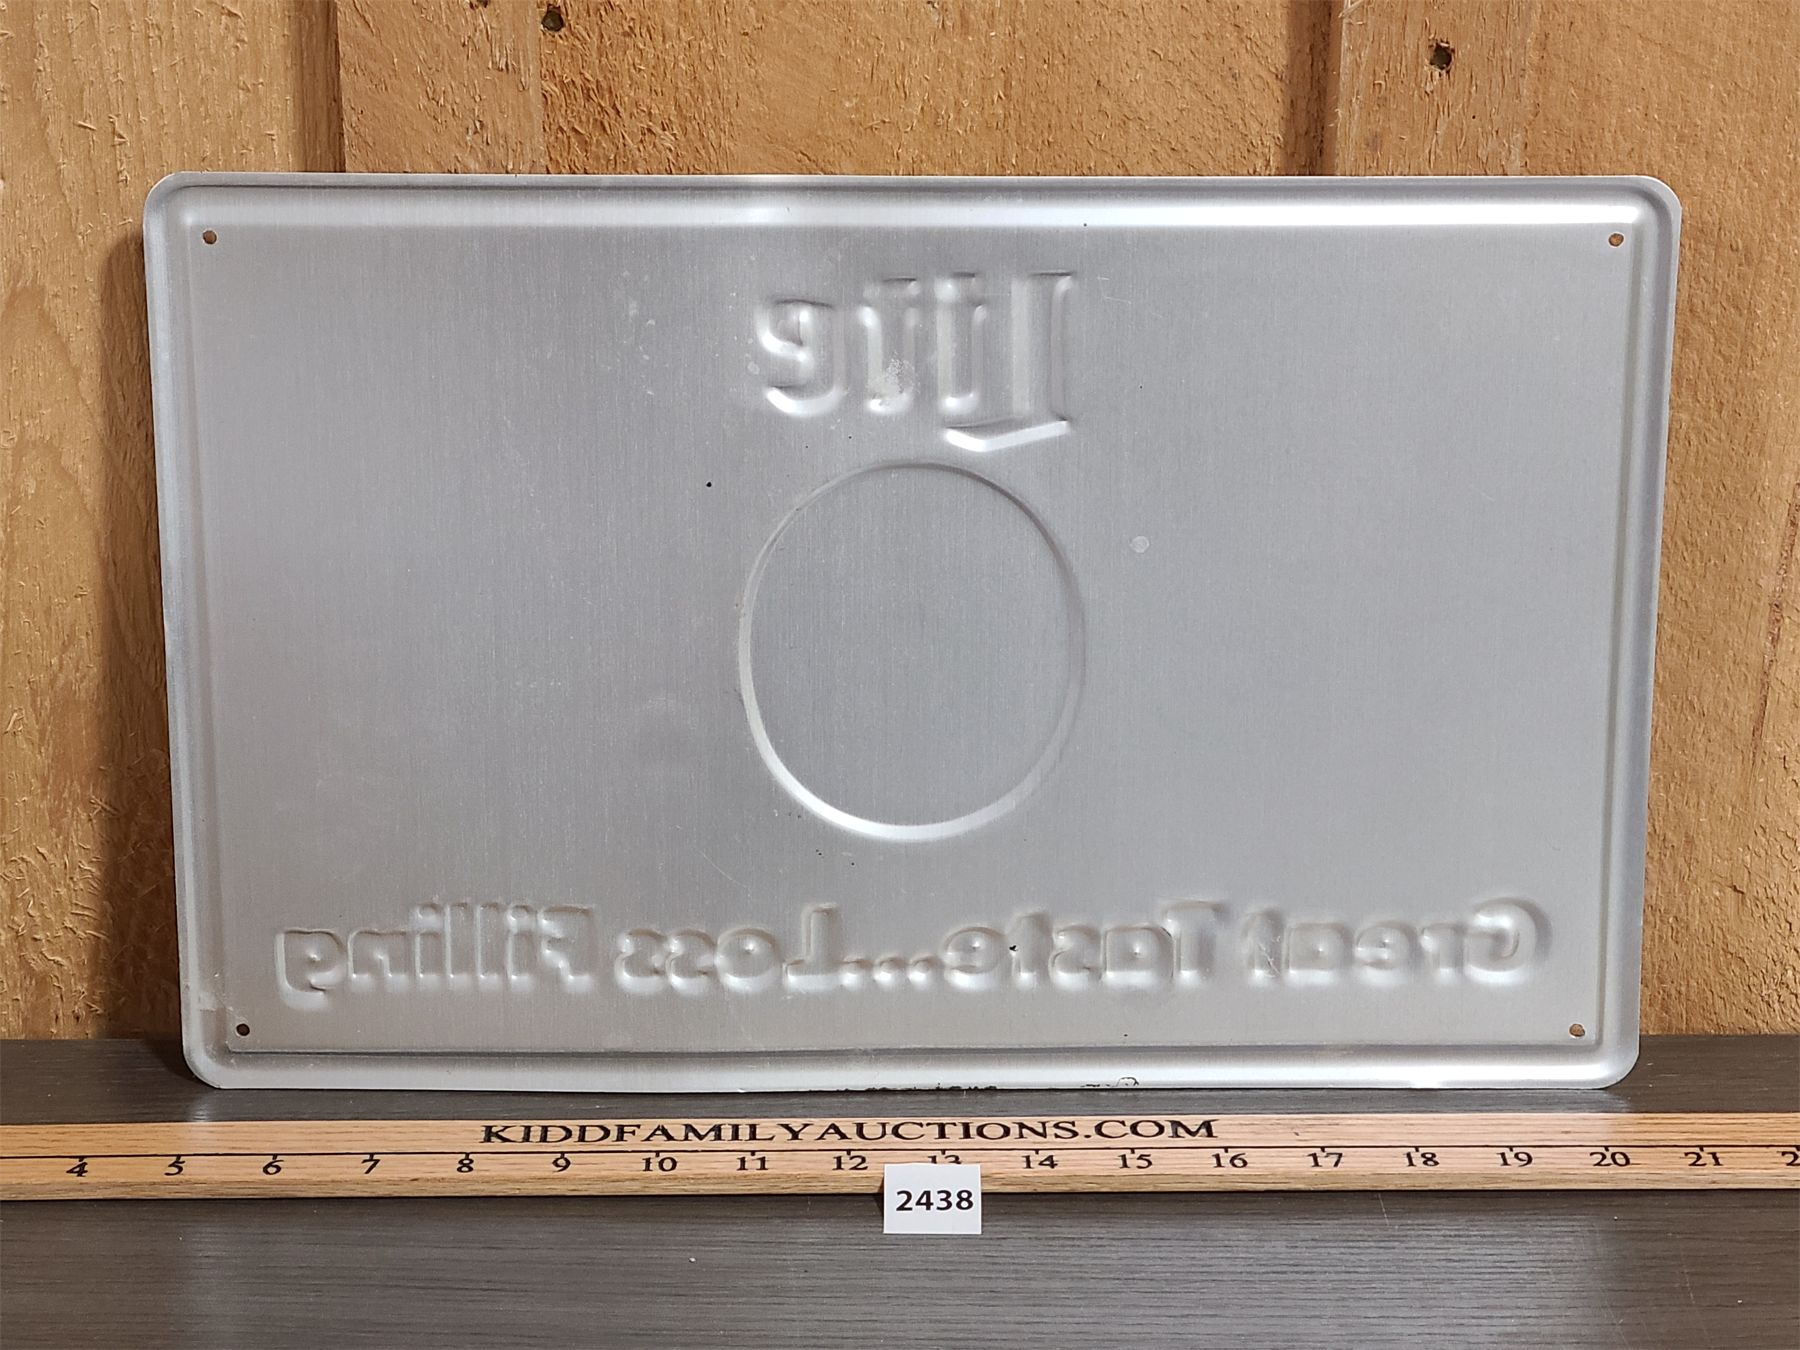 Lite
Great Taste...Less Filling
KIDDFAMILYAUCTIONS.COM
4 5 6 7 8 9 10 11 12 13 14 15 16 17 18 19 20 21
2438